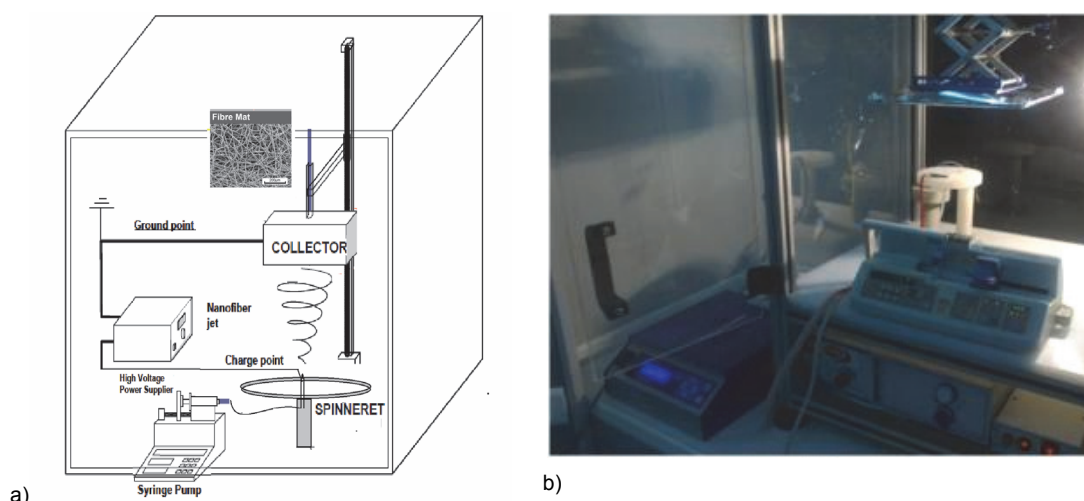 Fibre Mat
Ground point
COLLECTOR
Nanofiber
jet
Charge point
High Voltage
Power Supplier
SPINNERET
Syringe Pump
a)
b)